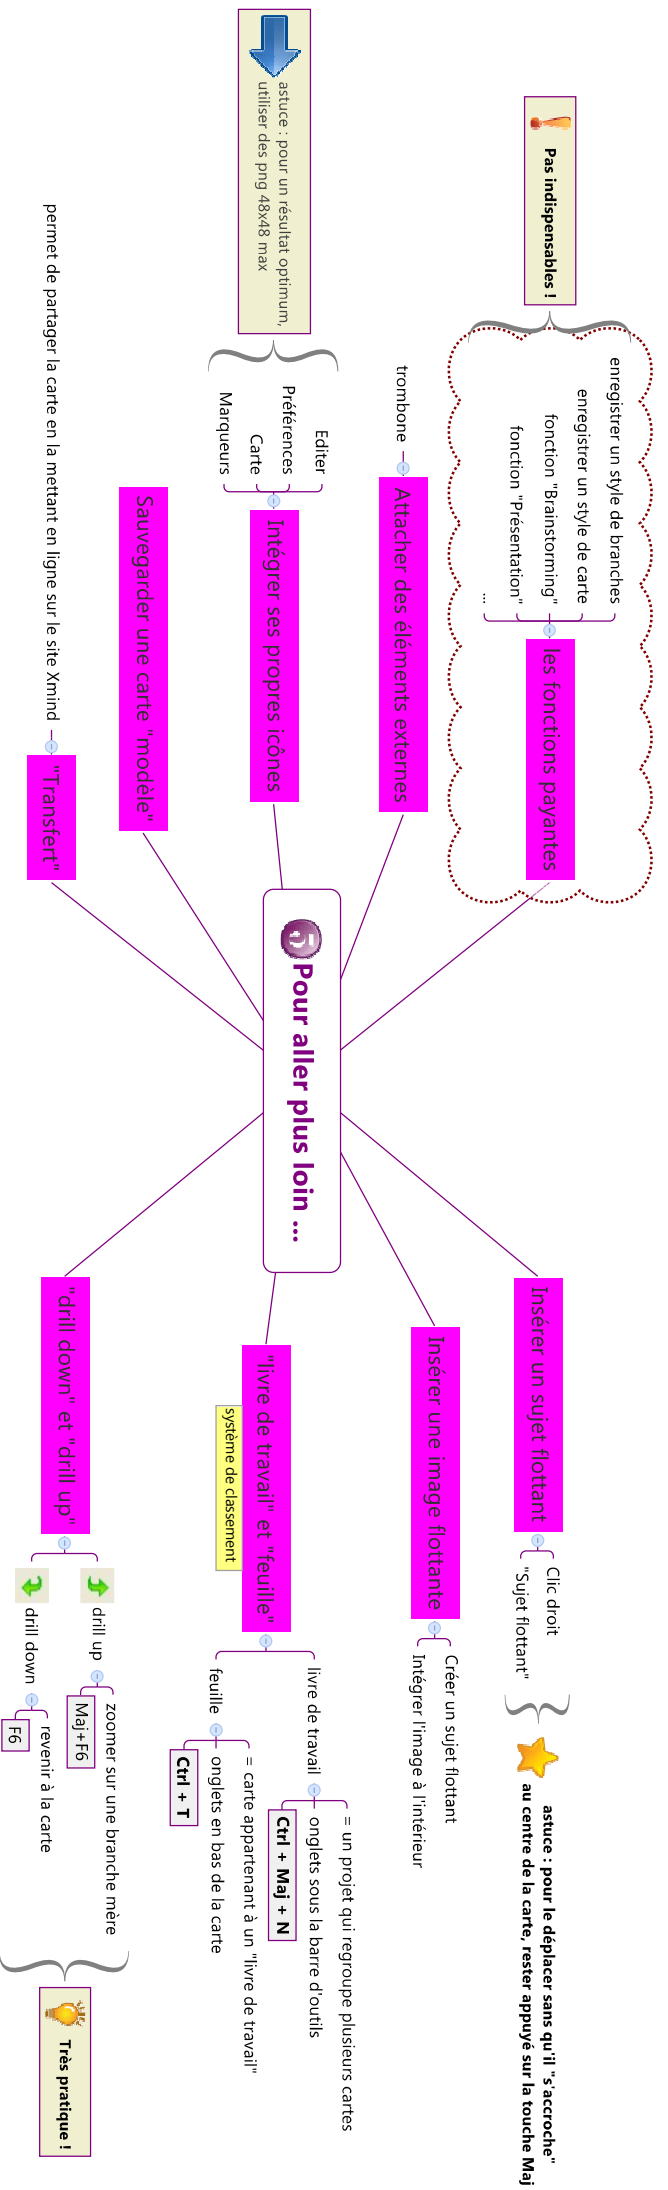 5
Pour aller plus loin ...
Insérer un sujet flottant
Clic droit
"Sujet flottant"
astuce : pour le déplacer sans qu'il "s'accroche"
au centre de la carte, rester appuyé sur la touche Maj
Insérer une image flottante
Créer un sujet flottant
Intégrer l'image à l'intérieur
"livre de travail" et "feuille"
système de classement
livre de travail
= un projet qui regroupe plusieurs cartes
onglets sous la barre d'outils
Ctrl + Maj + N
feuille
= carte appartenant à un "livre de travail"
onglets en bas de la carte
Ctrl + T
"drill down" et "drill up"
drill up
zoomer sur une branche mère
Maj+F6
drill down
revenir à la carte
F6
Très pratique !
les fonctions payantes
enregistrer un style de branches
enregistrer un style de carte
fonction "Brainstorming"
fonction "Présentation"
...
Pas indispensables !
Attacher des éléments externes
trombone
Intégrer ses propres icônes
Editer
Préférences
Carte
Marqueurs
astuce : pour un résultat optimum,
utiliser des png 48x48 max
Sauvegarder une carte "modèle"
"Transfert"
permet de partager la carte en la mettant en ligne sur le site Xmind